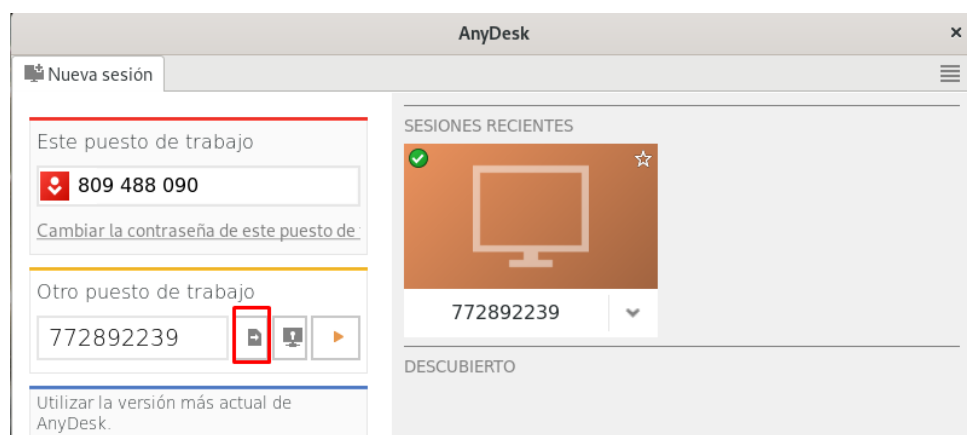 AnyDesk
Nueva sesión
Este puesto de trabajo
809 488 090
Cambiar la contraseña de este puesto de
Otro puesto de trabajo
772892239
Utilizar la versión más actual de
AnyDesk.
SESIONES RECIENTES
772892239
DESCUBIERTO